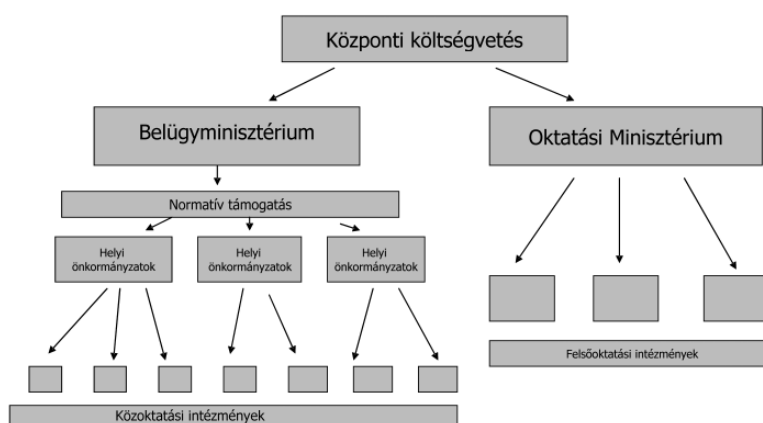 Központi költségvetés
Belügyminisztérium
Oktatási Minisztérium
Normatív támogatás
Helyi
önkormányzatok
Helyi
önkormányzatok
Helyi
önkormányzatok
Felsőoktatási intézmények
Közoktatási intézmények